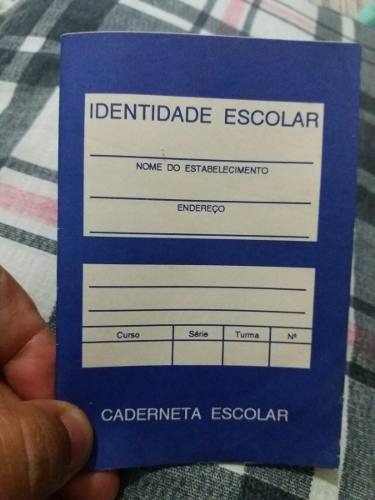 IDENTIDADE ESCOLAR
NOME DO ESTABELECIMENTO
ENDEREÇO
Curso Série Turma Nº
CADERNETA ESCOLAR